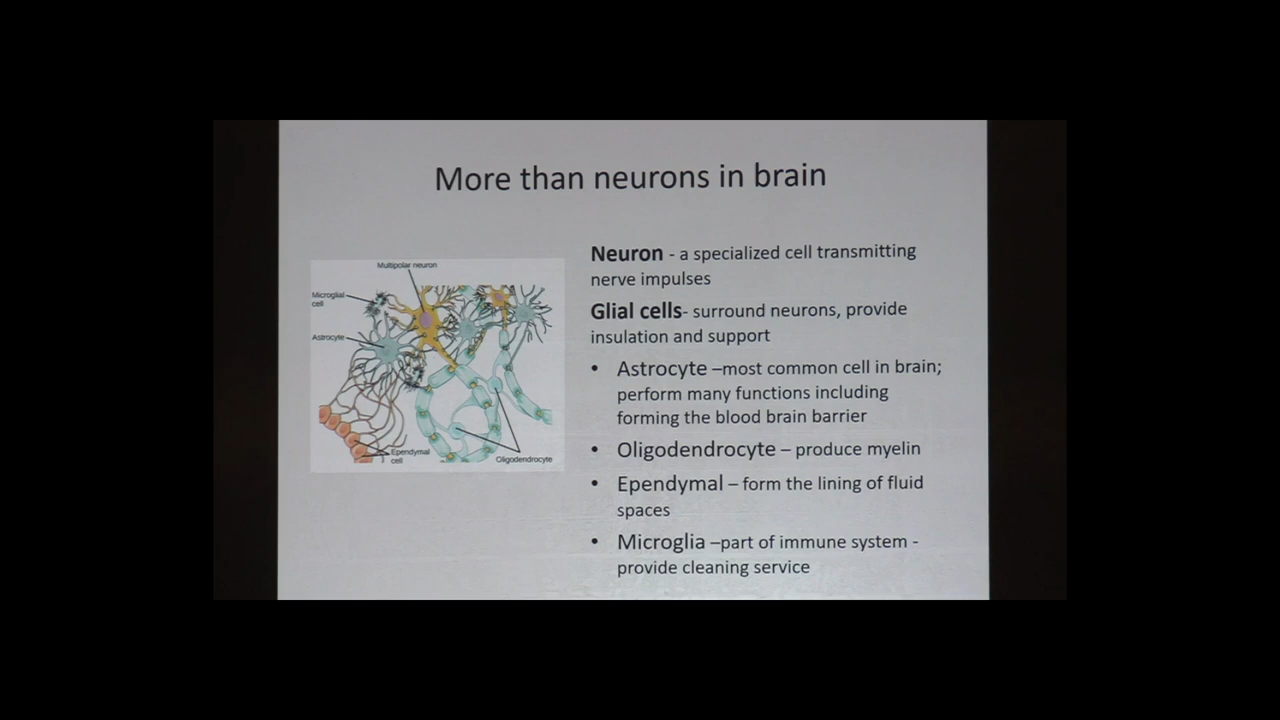 More than neurons in brain
Multipolar neuron
Microglial
cell
Astrocyte
Ependymal
cell
Oligodendrocyte
Neuron - a specialized cell transmitting
nerve impulses
Glial cells- surround neurons, provide
insulation and support
• Astrocyte –most common cell in brain;
perform many functions including
forming the blood brain barrier
• Oligodendrocyte – produce myelin
• Ependymal – form the lining of fluid
spaces
• Microglia –part of immune system -
provide cleaning service